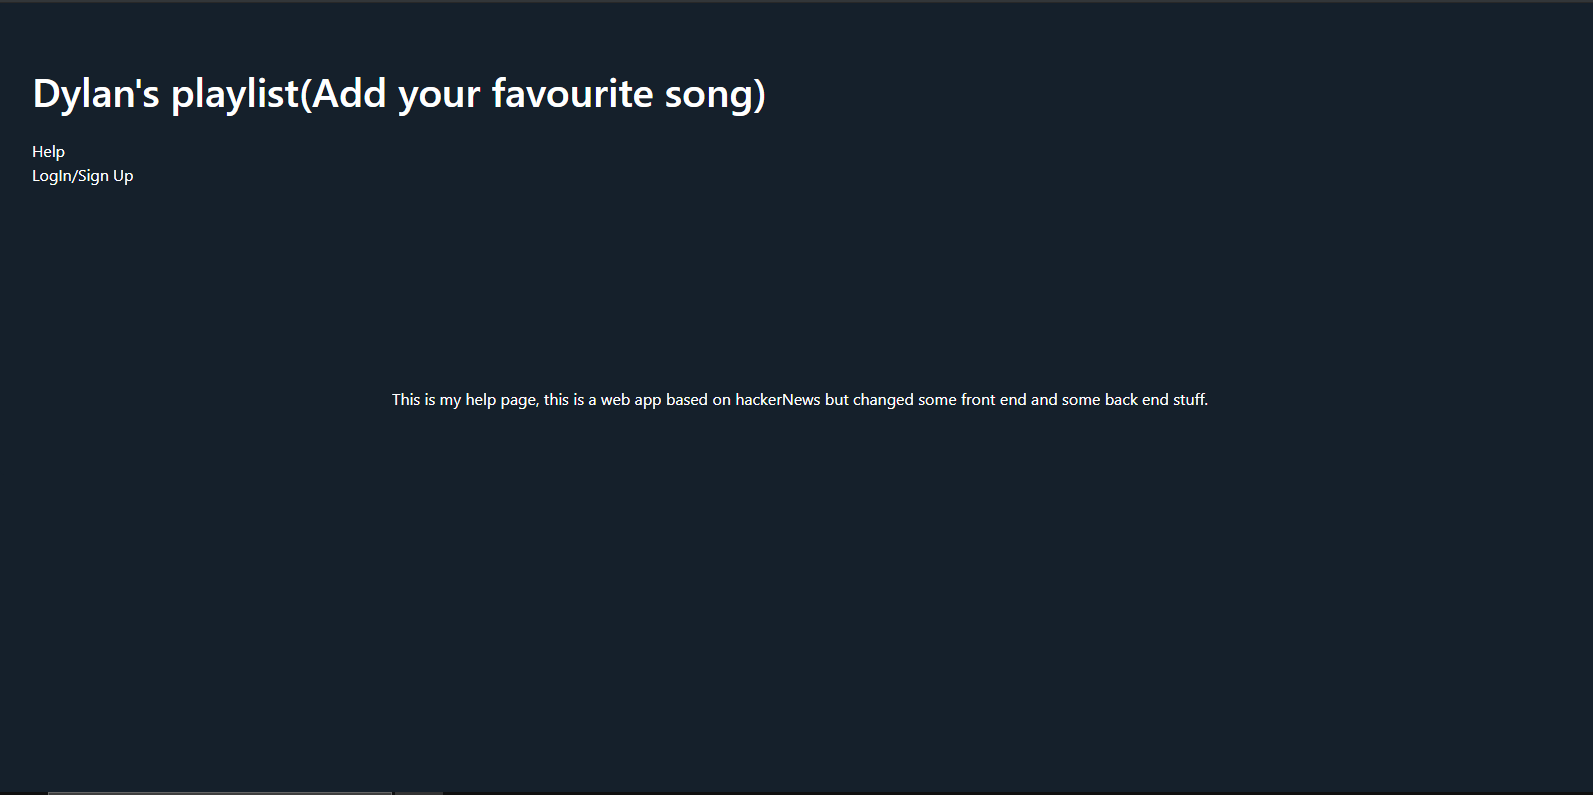 Dylan's playlist(Add your favourite song)
Help
LogIn/Sign Up
This is my help page, this is a web app based on hackerNews but changed some front end and some back end stuff.